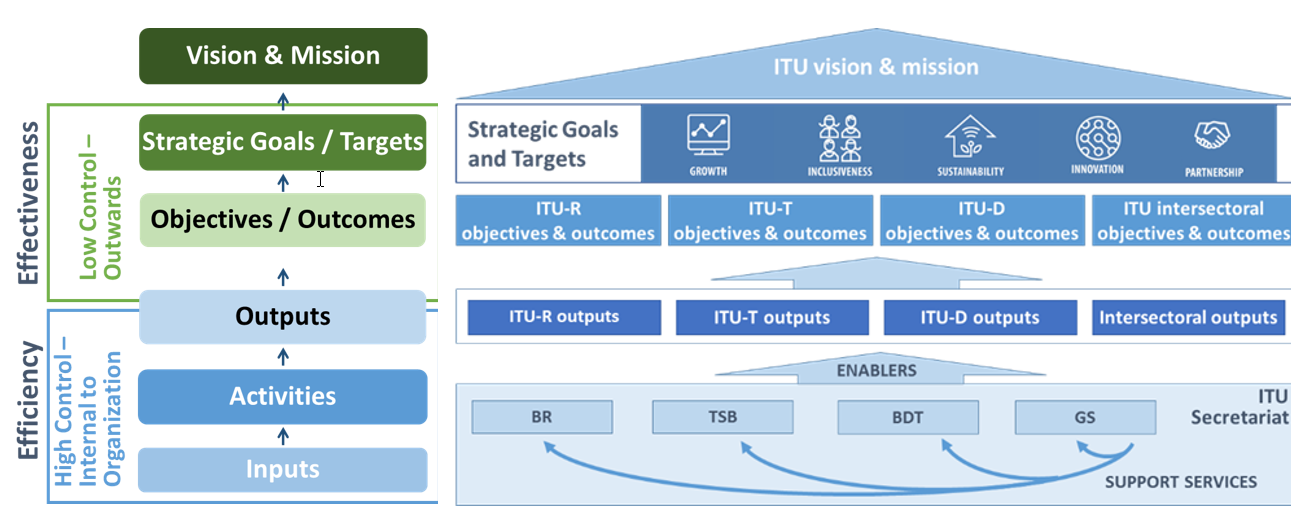 Vision & Mission
Effectiveness
Low Control –
Outwards
Strategic Goals / Targets
Objectives / Outcomes
Outputs
Efficiency
High Control –
Internal to
Organization
Activities
Inputs
ITU vision & mission
Strategic Goals
and Targets
GROWTH
INCLUSIVENESS
SUSTAINABILITY
INNOVATION
PARTNERSHIP
ITU-R
objectives & outcomes
ITU-T
objectives & outcomes
ITU-D
objectives & outcomes
ITU intersectoral
objectives & outcomes
ITU-R outputs
ITU-T outputs
ITU-D outputs
Intersectoral outputs
ENABLERS
ITU
Secretariat
BR
TSB
BDT
GS
SUPPORT SERVICES